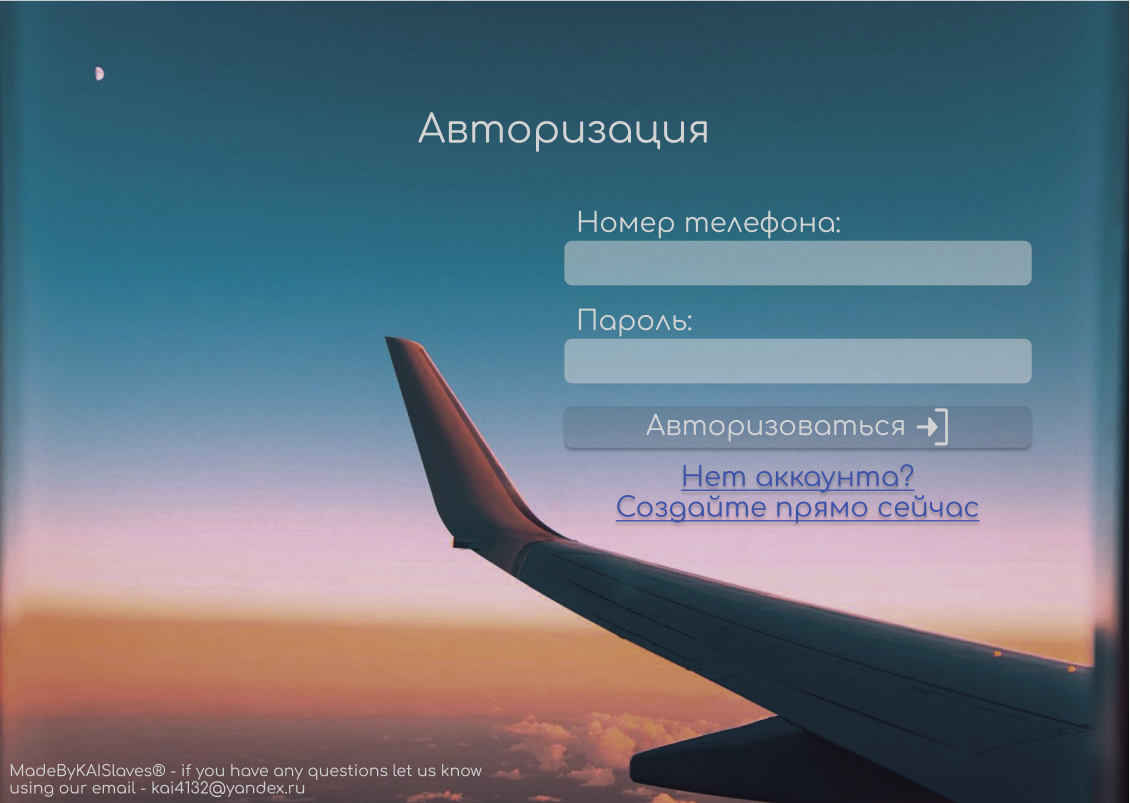 Авторизация
Номер телефона:
Пароль:
Авторизоваться
Нет аккаунта?
Создайте прямо сейчас
MadeByKAISlaves® - if you have any questions let us know
using our email - kai4132@yandex.ru